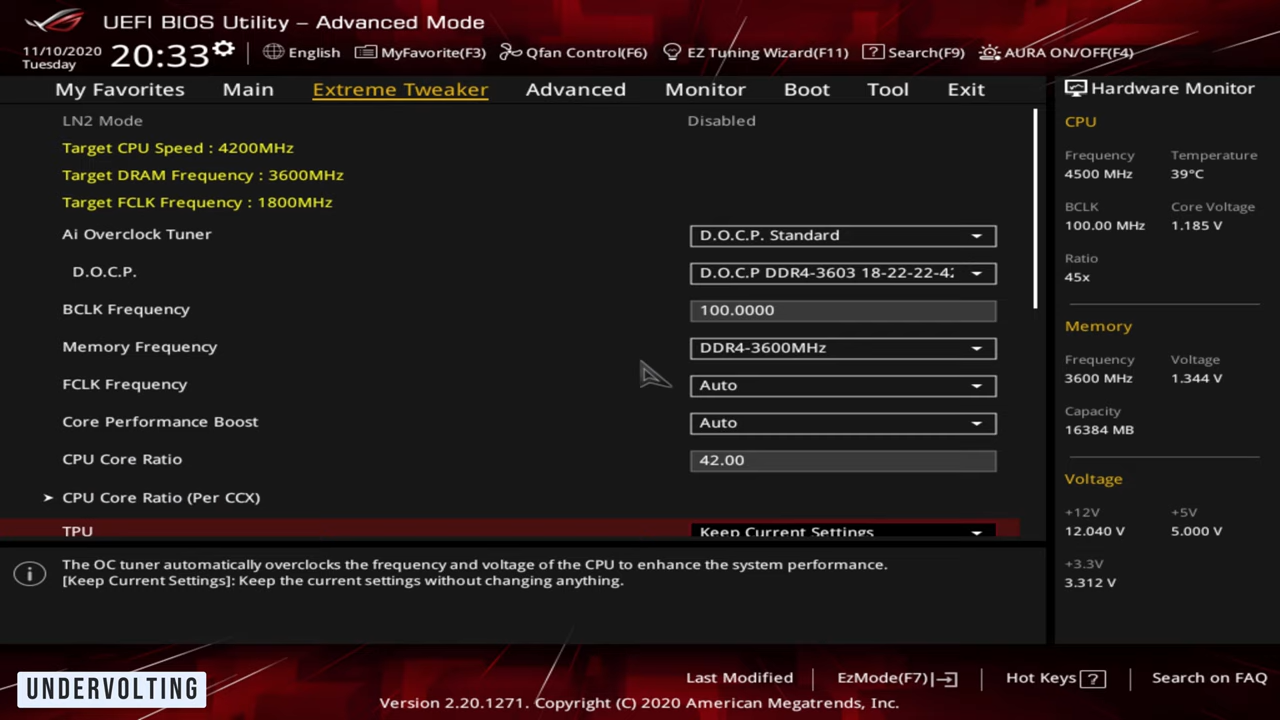 UEFI BIOS Utility – Advanced Mode
11/10/2020
Tuesday
20:33
English
MyFavorite(F3)
Qfan Control(F6)
EZ Tuning Wizard(F11)
? Search(F9)
AURA ON/OFF(F4)
My Favorites Main Extreme Tweaker Advanced Monitor Boot Tool Exit
LN2 Mode Disabled
Target CPU Speed : 4200MHz
Target DRAM Frequency : 3600MHz
Target FCLK Frequency : 1800MHz
Ai Overclock Tuner D.O.C.P. Standard
D.O.C.P. D.O.C.P DDR4-3603 18-22-22-42
BCLK Frequency 100.0000
Memory Frequency DDR4-3600MHz
FCLK Frequency Auto
Core Performance Boost Auto
CPU Core Ratio 42.00
CPU Core Ratio (Per CCX)
TPU Keep Current Settings
The OC tuner automatically overclocks the frequency and voltage of the CPU to enhance the system performance.
[Keep Current Settings]: Keep the current settings without changing anything.
Hardware Monitor
CPU
Frequency Temperature
4500 MHz 39°C
BCLK Core Voltage
100.00 MHz 1.185 V
Ratio
45x
Memory
Frequency Voltage
3600 MHz 1.344 V
Capacity
16384 MB
Voltage
+12V +5V
12.040 V 5.000 V
+3.3V
3.312 V
UNDERVOLTING
Last Modified EzMode(F7) Hot Keys ? Search on FAQ
Version 2.20.1271. Copyright (C) 2020 American Megatrends, Inc.